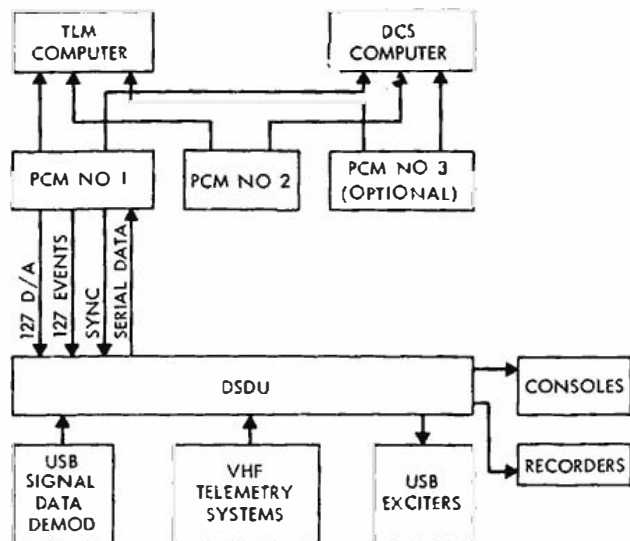 TLM
COMPUTER
DCS
COMPUTER
PCM NO 1
PCM NO 2
PCM NO 3
(OPTIONAL)
127 D/A
127 EVENTS
SYNC
SERIAL DATA
DSDU
CONSOLES
RECORDERS
USB
SIGNAL
DATA
DEMOD
VHF
TELEMETRY
SYSTEMS
USB
EXCITERS